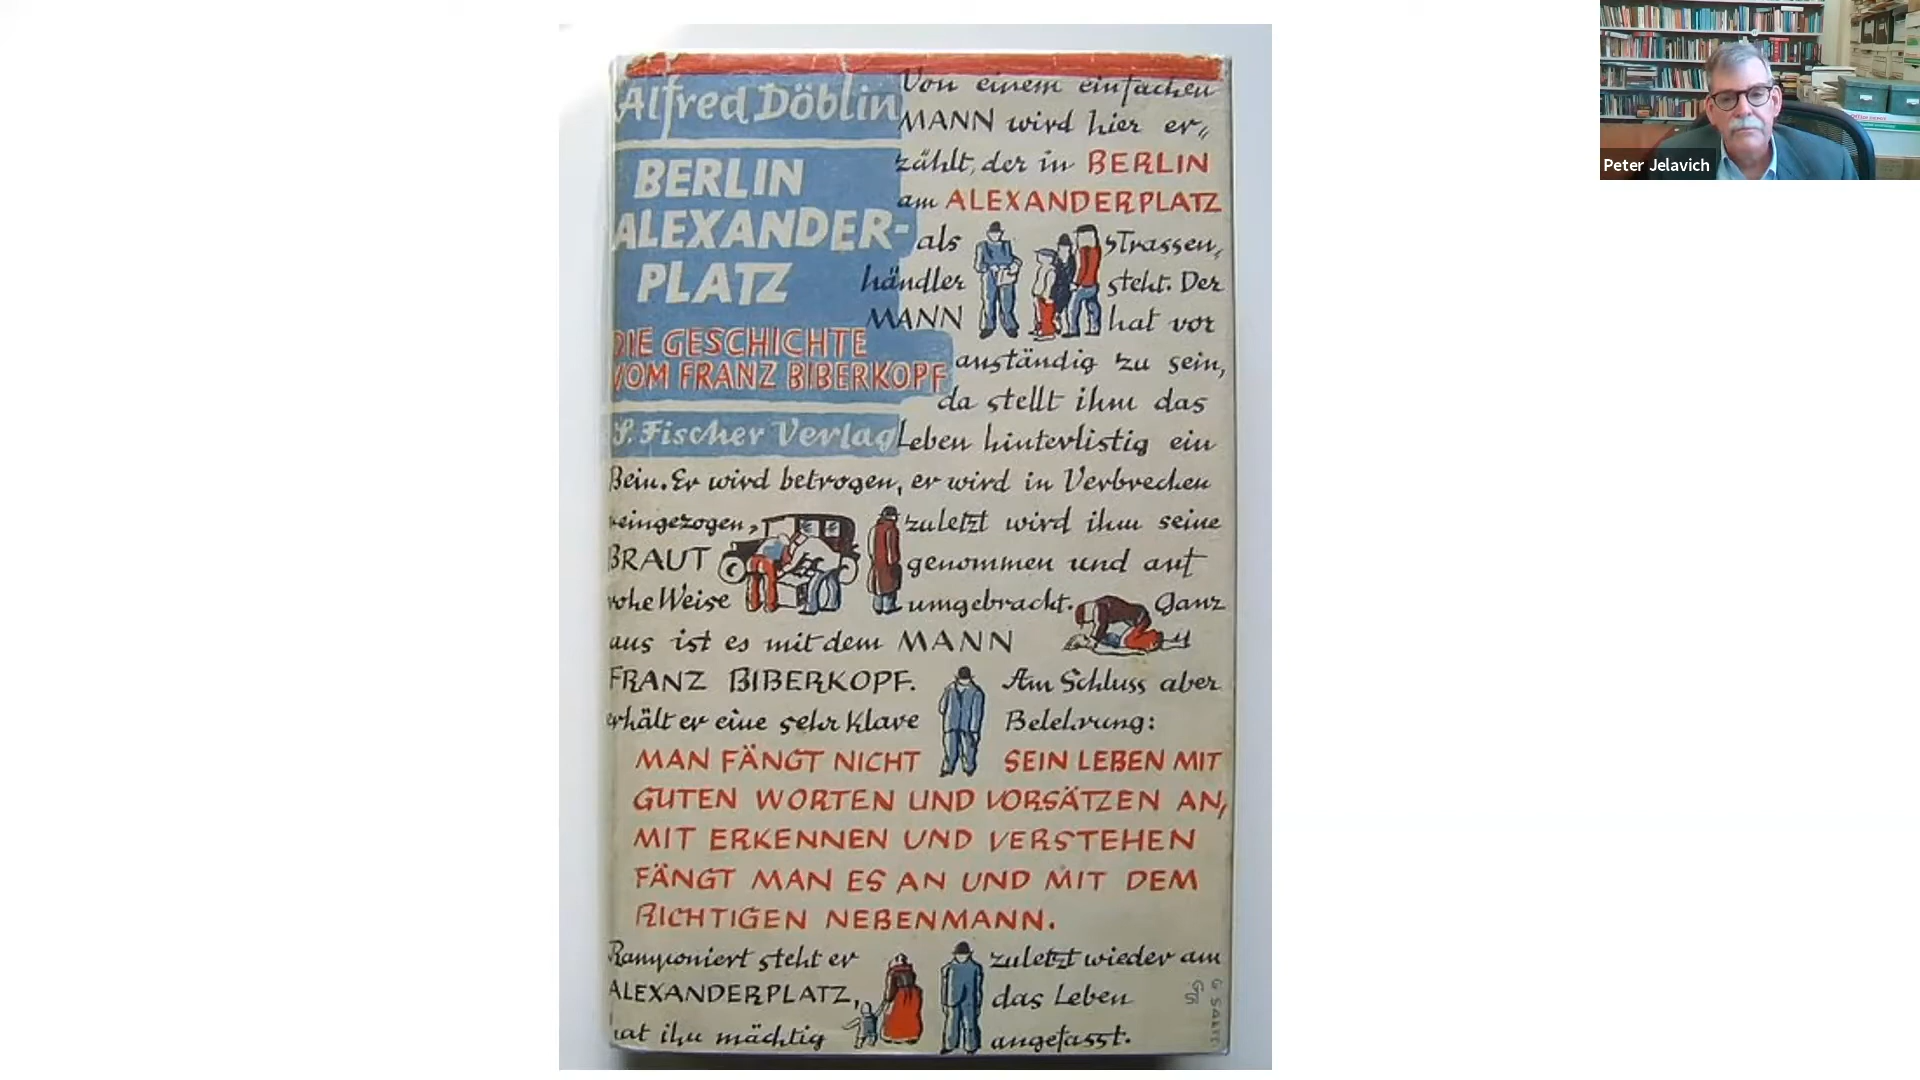 Alfred Döblin
BERLIN
ALEXANDER-
PLATZ
DIE GESCHICHTE
VOM FRANZ BIBERKOPF
S. Fischer Verlag
Von einem einfachen
MANN wird hier er„
zählt, der in BERLIN
am ALEXANDERPLATZ
als strassen„
händler steht. Der
MANN hat vor
anständig zu sein,
da stellt ihm das
Leben hinterlistig ein
Bein. Er wird betrogen, er wird in Verbrechen
reingezogen, zuletzt wird ihm seine
BRAUT genommen und auf
rohe Weise umgebracht. Ganz
aus ist es mit dem MANN
FRANZ BIBERKOPF. Am Schluss aber
erhält er eine sehr klare Belehrung:
MAN FÄNGT NICHT SEIN LEBEN MIT
GUTEN WORTEN UND VORSÄTZEN AN,
MIT ERKENNEN UND VERSTEHEN
FÄNGT MAN ES AN UND MIT DEM
RICHTIGEN NEBENMANN.
Ramponiert steht er zuletzt wieder am
ALEXANDERPLATZ, das Leben
hat ihn mächtig angefasst.
Peter Jelavich